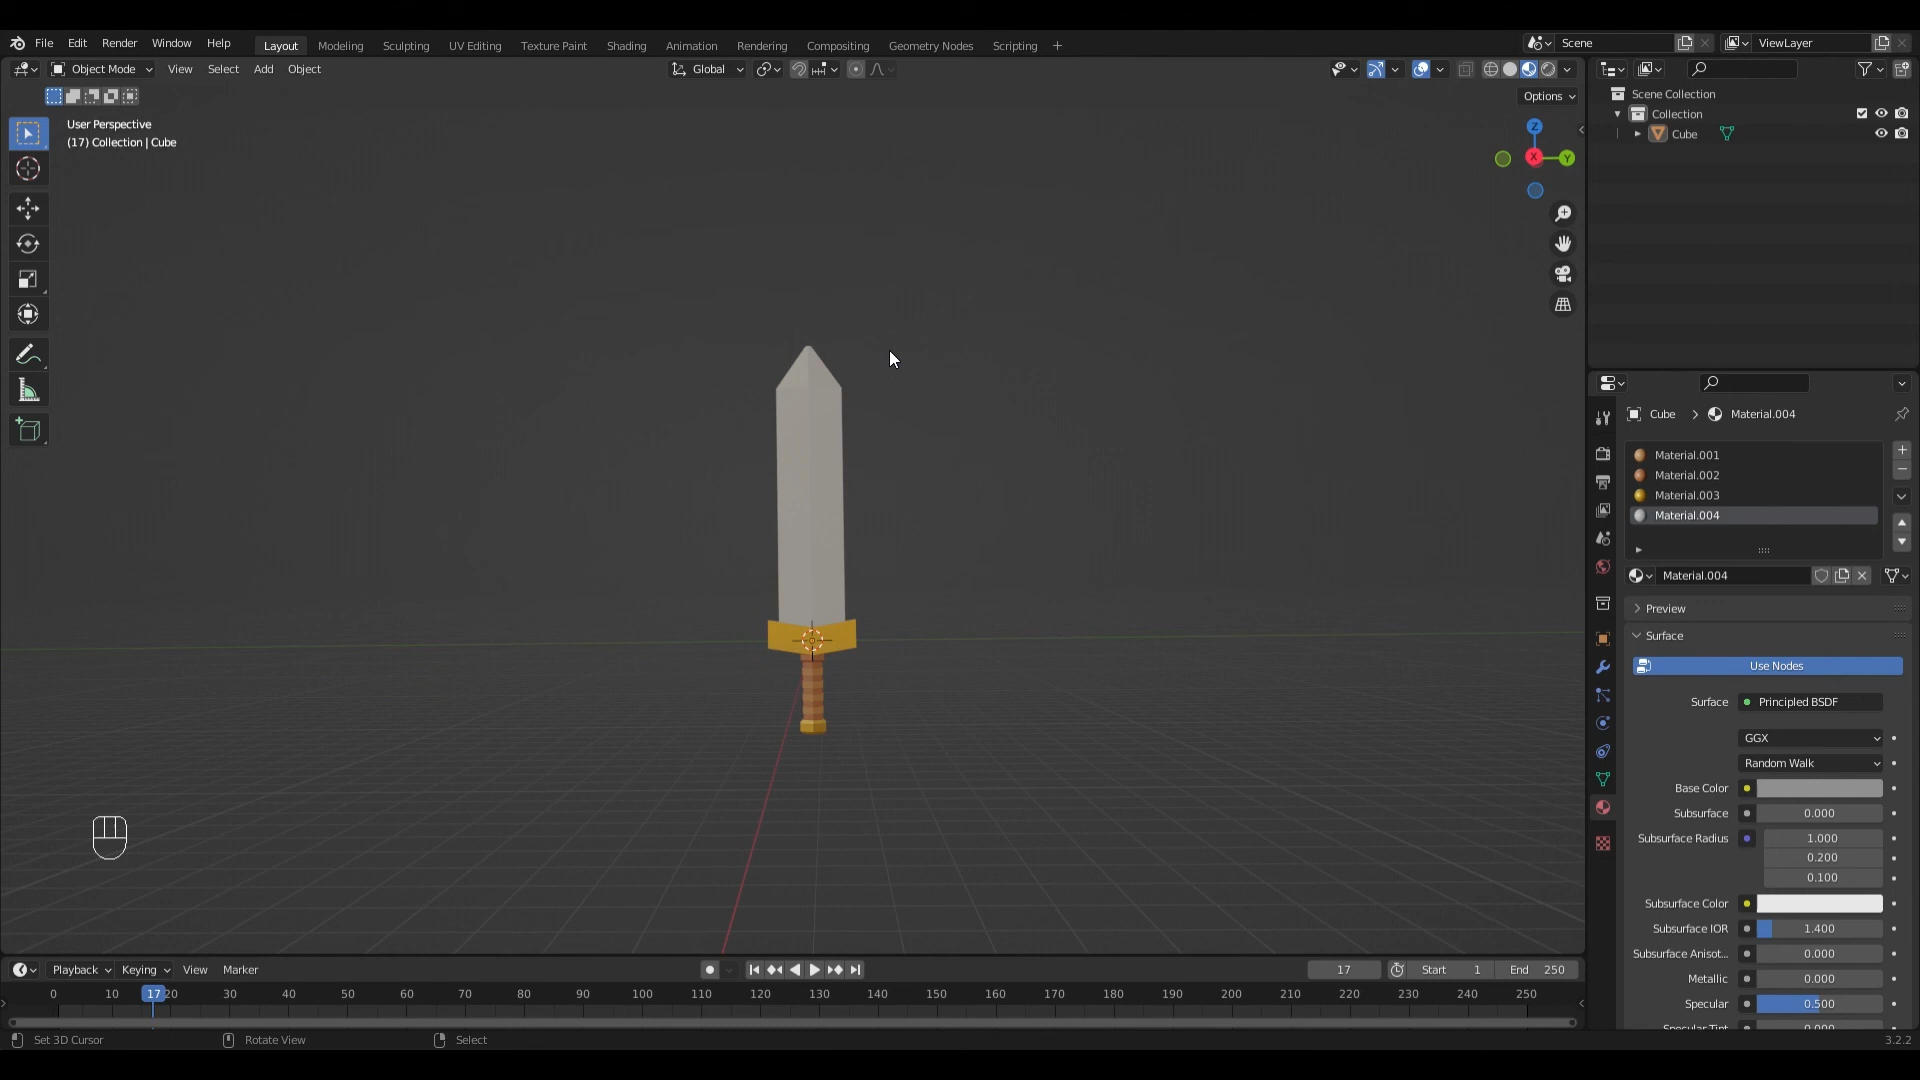 File Edit Render Window Help Layout Modeling Sculpting UV Editing Texture Paint Shading Animation Rendering Compositing Geometry Nodes Scripting + Scene ViewLayer
Object Mode View Select Add Object Global
Options
User Perspective
(17) Collection | Cube
Z
X
Y
Scene Collection
Collection
Cube
Cube > Material.004
Material.001
Material.002
Material.003
Material.004
Material.004
Preview
Surface
Use Nodes
Surface Principled BSDF
GGX
Random Walk
Base Color
Subsurface 0.000
Subsurface Radius 1.000
0.200
0.100
Subsurface Color
Subsurface IOR 1.400
Subsurface Anisot... 0.000
Metallic 0.000
Specular 0.500
Specular Tint 0.000
Playback Keying View Marker 17 Start 1 End 250
0 10 17 20 30 40 50 60 70 80 90 100 110 120 130 140 150 160 170 180 190 200 210 220 230 240 250
Set 3D Cursor Rotate View Select 3.2.2